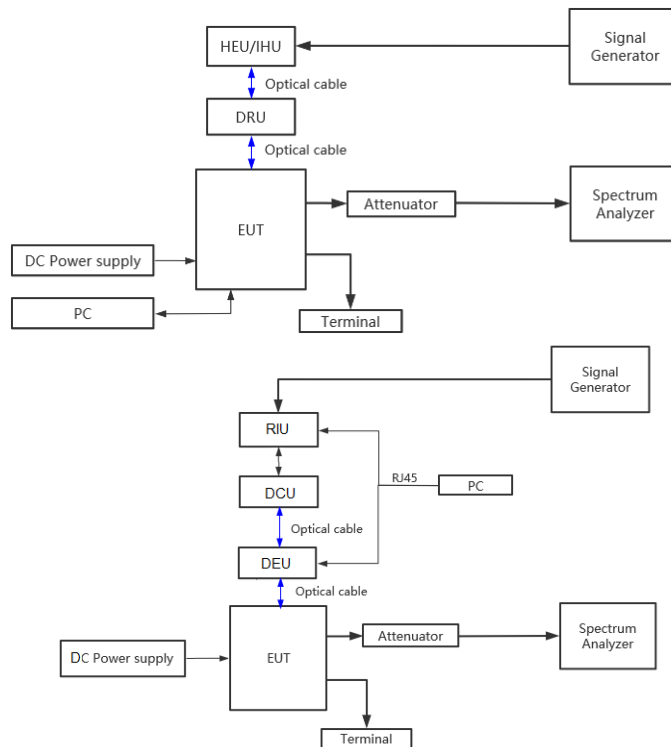 Signal
Generator
HEU/IHU
Optical cable
DRU
Optical cable
EUT
Attenuator
Spectrum
Analyzer
DC Power supply
PC
Terminal
Signal
Generator
RIU
RJ45
PC
DCU
Optical cable
DEU
Optical cable
EUT
Attenuator
Spectrum
Analyzer
DC Power supply
Terminal